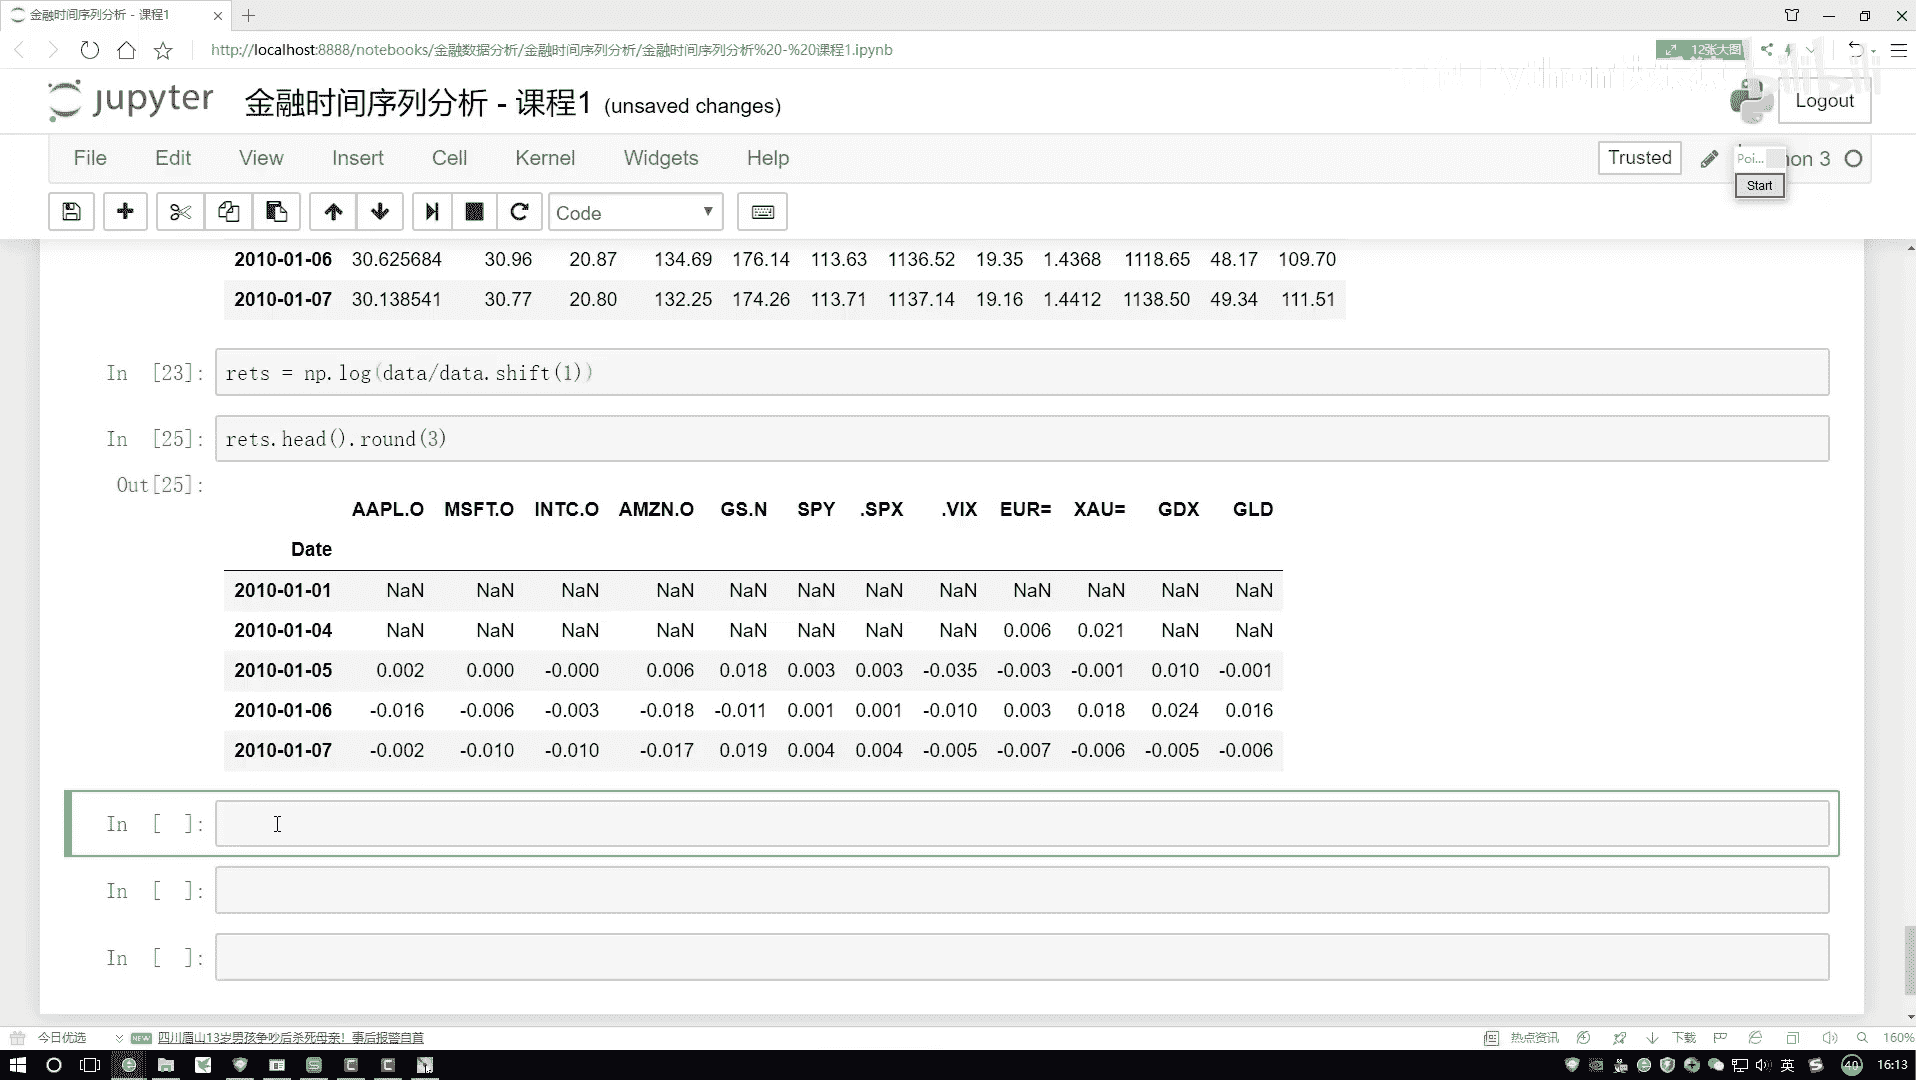 金融时间序列分析 - 课程1
http://localhost:8888/notebooks/金融数据分析/金融时间序列分析/金融时间序列分析%20-%20课程1.ipynb
12张大图
jupyter 金融时间序列分析 - 课程1 (unsaved changes)
bilibili
Logout
File Edit View Insert Cell Kernel Widgets Help
Trusted
Poi...
on 3
Start
Code
2010-01-06 30.625684 30.96 20.87 134.69 176.14 113.63 1136.52 19.35 1.4368 1118.65 48.17 109.70
2010-01-07 30.138541 30.77 20.80 132.25 174.26 113.71 1137.14 19.16 1.4412 1138.50 49.34 111.51
In [23]: rets = np.log(data/data.shift(1))
In [25]: rets.head().round(3)
Out[25]:
AAPL.O MSFT.O INTC.O AMZN.O GS.N SPY .SPX .VIX EUR= XAU= GDX GLD
Date
2010-01-01 NaN NaN NaN NaN NaN NaN NaN NaN NaN NaN NaN NaN
2010-01-04 NaN NaN NaN NaN NaN NaN NaN NaN 0.006 0.021 NaN NaN
2010-01-05 0.002 0.000 -0.000 0.006 0.018 0.003 0.003 -0.035 -0.003 -0.001 0.010 -0.001
2010-01-06 -0.016 -0.006 -0.003 -0.018 -0.011 0.001 0.001 -0.010 0.003 0.018 0.024 0.016
2010-01-07 -0.002 -0.010 -0.010 -0.017 0.019 0.004 0.004 -0.005 -0.007 -0.006 -0.005 -0.006
In [ ]:
In [ ]:
In [ ]:
今日优选 NEW 四川眉山13岁男孩争吵后杀死母亲！事后报警自首 热点资讯 下载 160%
英 40 16:13